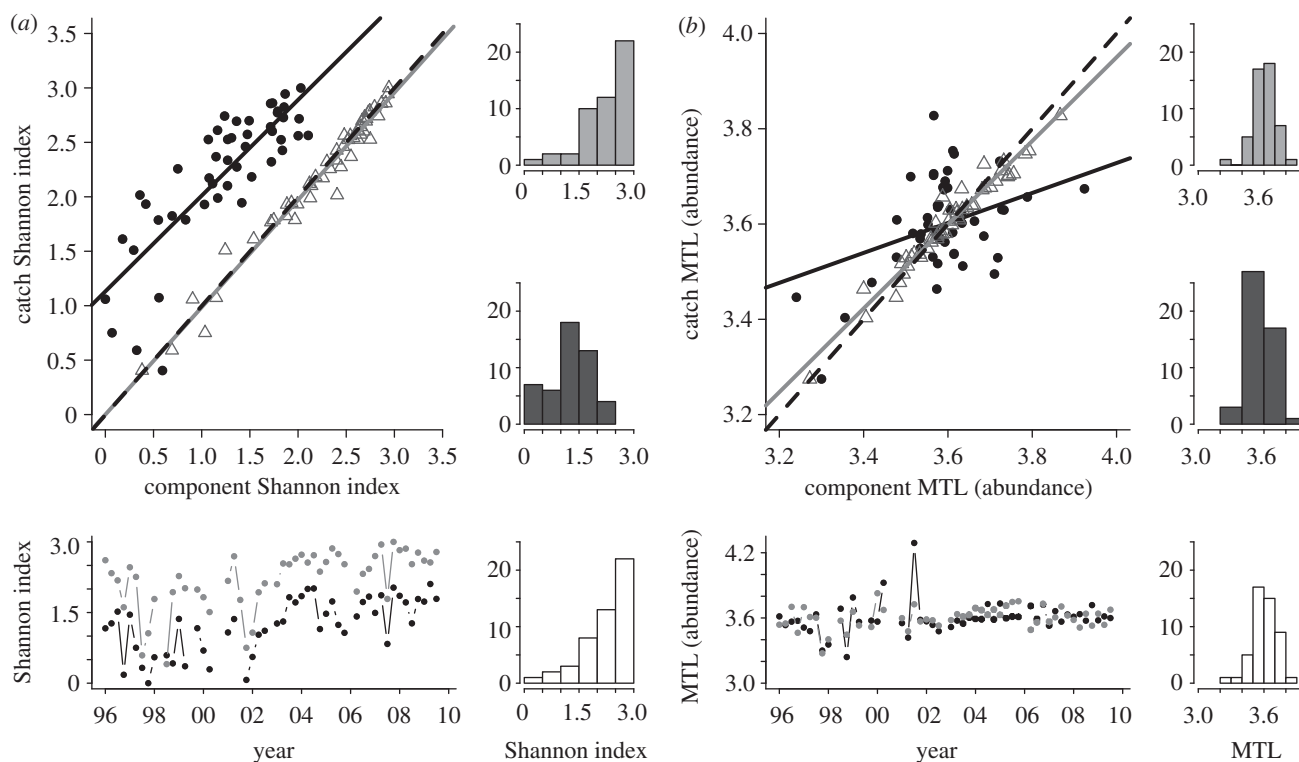 (a)
3.5
3.0
2.5
2.0
1.5
1.0
0.5
0
catch Shannon index
0 0.5 1.0 1.5 2.0 2.5 3.0 3.5
component Shannon index
20
10
0
0 1.5 3.0
20
10
0
0 1.5 3.0
(b)
4.0
3.8
3.6
3.4
3.2
catch MTL (abundance)
3.2 3.4 3.6 3.8 4.0
component MTL (abundance)
20
10
0
3.0 3.6
20
10
0
3.0 3.6
Shannon index
3.0
1.5
0
96 98 00 02 04 06 08 10
year
20
10
0
0 1.5 3.0
Shannon index
MTL (abundance)
4.2
3.6
3.0
96 98 00 02 04 06 08 10
year
20
10
0
3.0 3.6
MTL